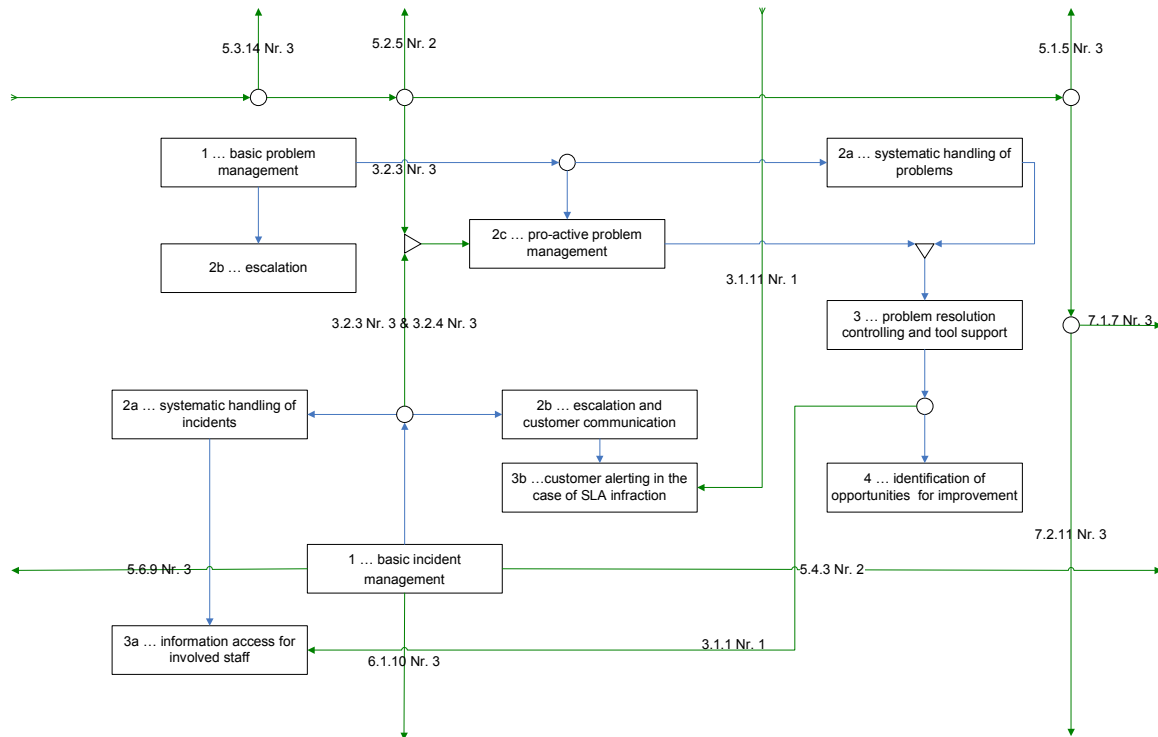 5.3.14 Nr. 3
5.2.5 Nr. 2
5.1.5 Nr. 3
1 … basic problem
management
3.2.3 Nr. 3
2a … systematic handling of
problems
2c … pro-active problem
management
2b … escalation
3.1.11 Nr. 1
3.2.3 Nr. 3 & 3.2.4 Nr. 3
3 … problem resolution
controlling and tool support
7.1.7 Nr. 3
2a … systematic handling of
incidents
2b … escalation and
customer communication
3b …customer alerting in the
case of SLA infraction
4 … identification of
opportunities for improvement
7.2.11 Nr. 3
1 … basic incident
management
5.6.9 Nr. 3
5.4.3 Nr. 2
3a … information access for
involved staff
3.1.1 Nr. 1
6.1.10 Nr. 3